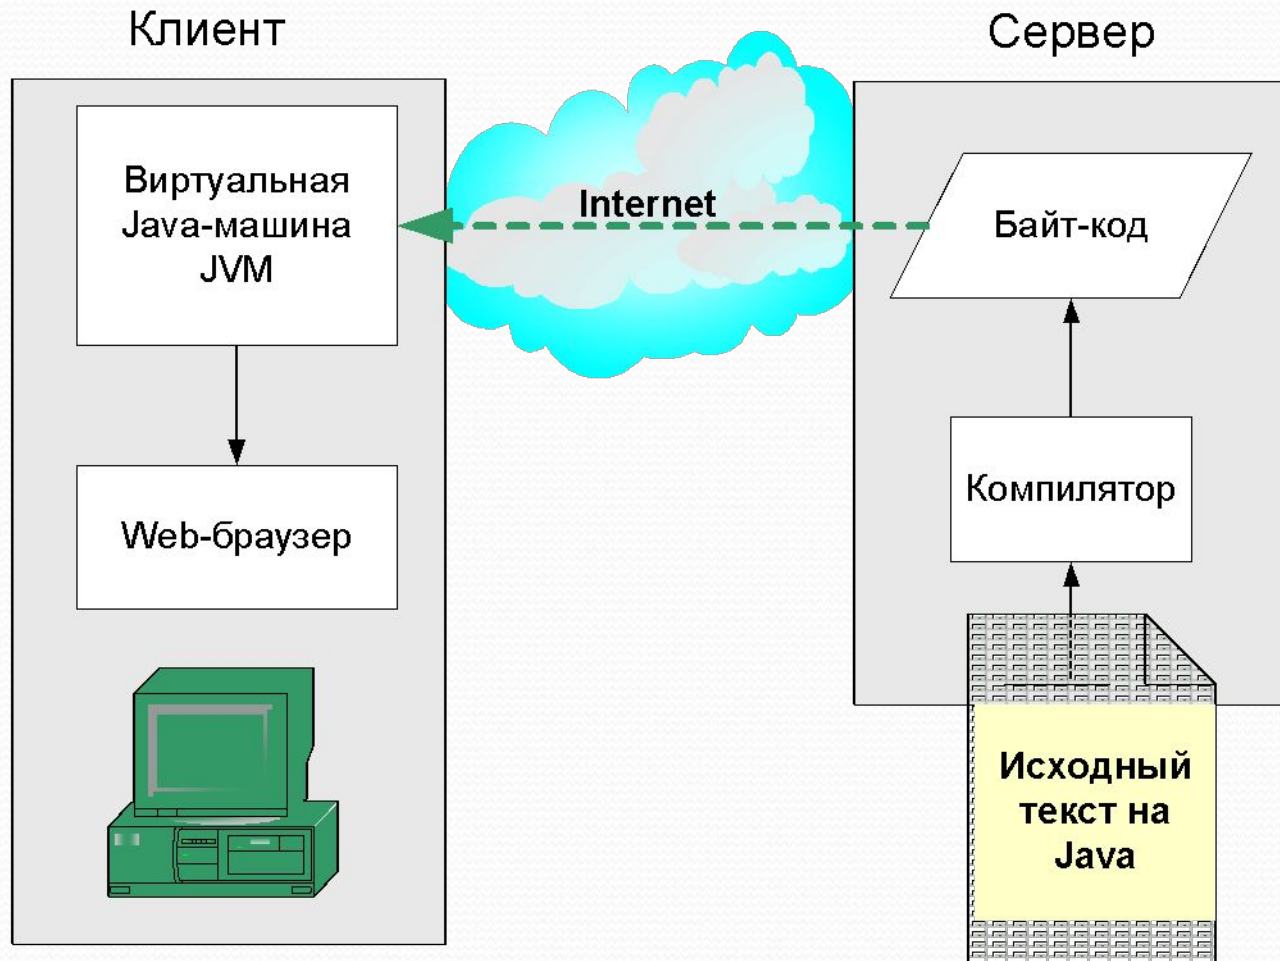 Клиент
Сервер
Виртуальная
Java-машина
JVM
Internet
Байт-код
Web-браузер
Компилятор
Исходный
текст на
Java